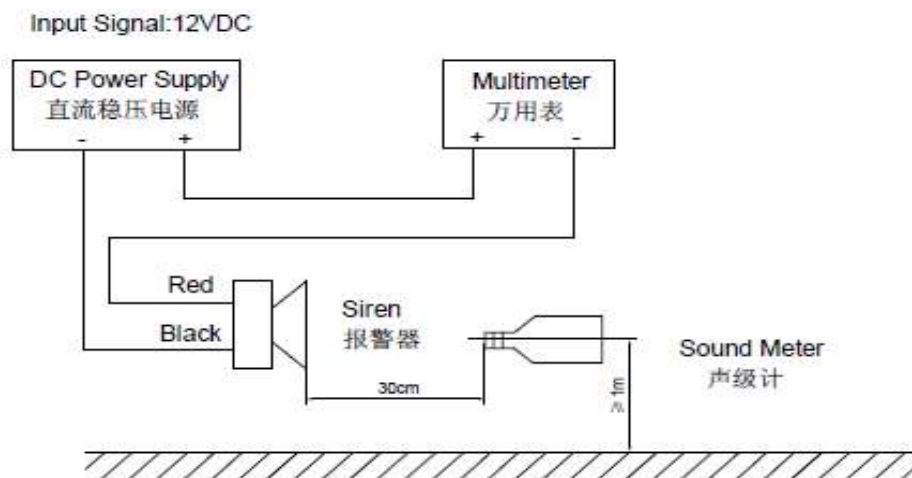 Input Signal:12VDC
DC Power Supply
直流稳压电源
- +
Multimeter
万用表
+ -
Red
Black
Siren
报警器
30cm
≥1m
Sound Meter
声级计